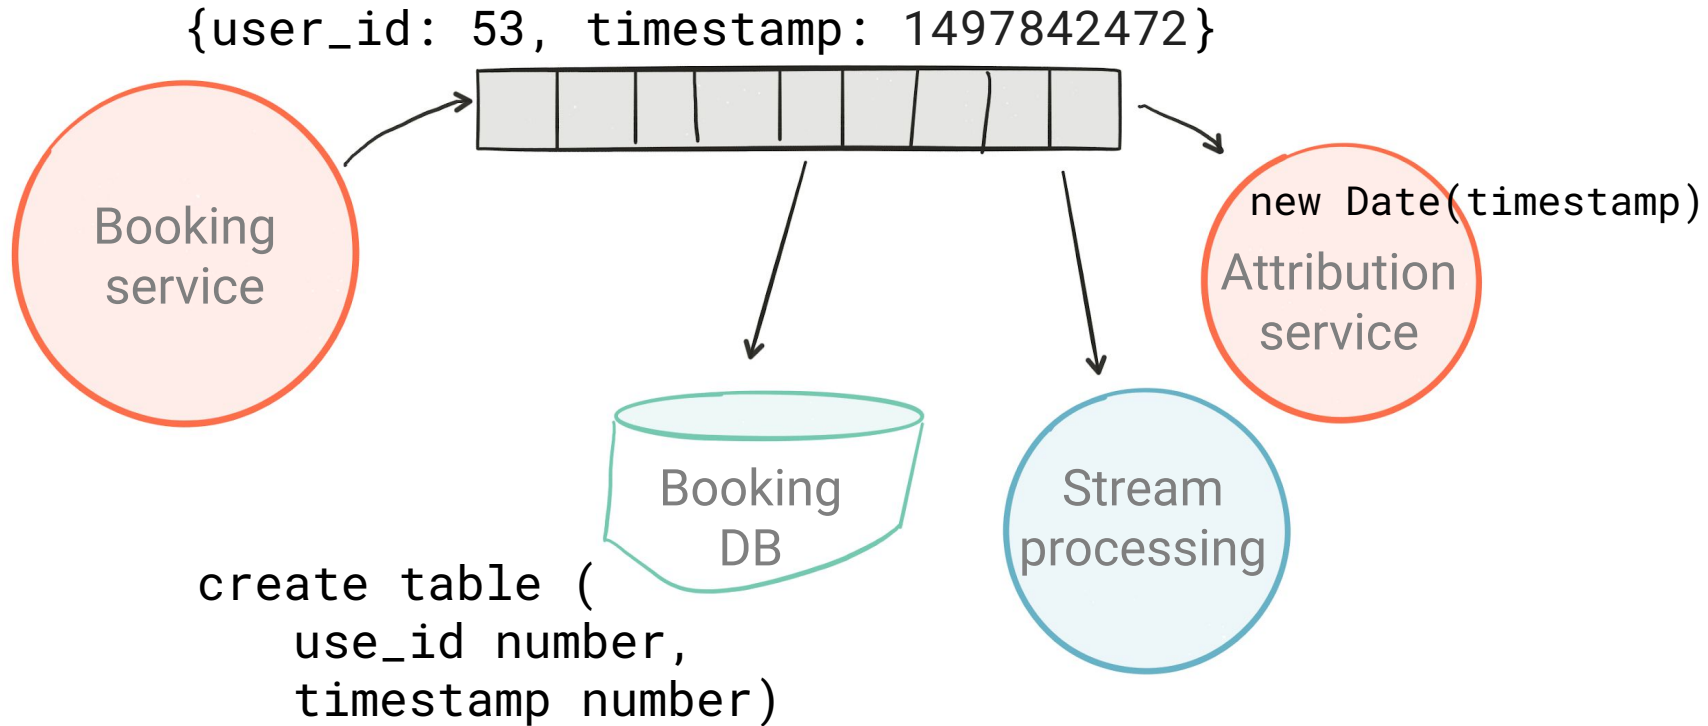 {user_id: 53, timestamp: 1497842472}
Booking
service
new Date(timestamp)
Attribution
service
Booking
DB
Stream
processing
create table (
use_id number,
timestamp number)